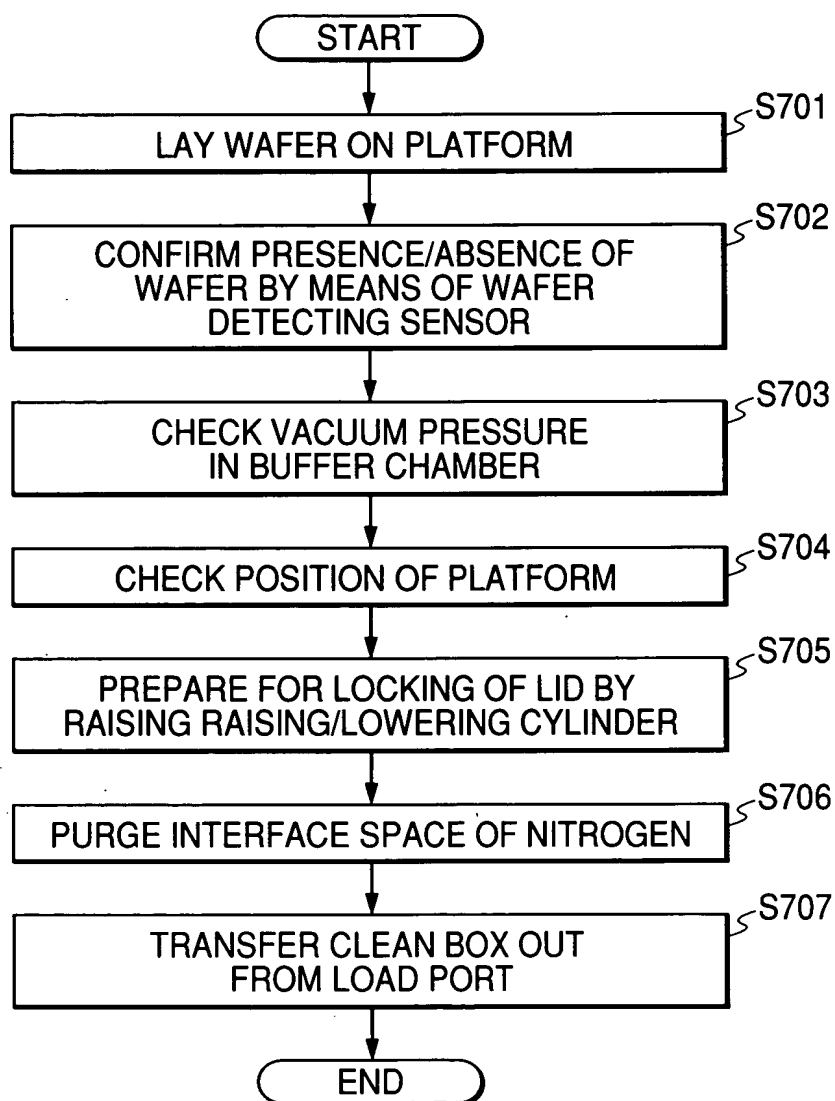 START
S701
LAY WAFER ON PLATFORM
S702
CONFIRM PRESENCE/ABSENCE OF
WAFER BY MEANS OF WAFER
DETECTING SENSOR
S703
CHECK VACUUM PRESSURE
IN BUFFER CHAMBER
S704
CHECK POSITION OF PLATFORM
S705
PREPARE FOR LOCKING OF LID BY
RAISING RAISING/LOWERING CYLINDER
S706
PURGE INTERFACE SPACE OF NITROGEN
S707
TRANSFER CLEAN BOX OUT
FROM LOAD PORT
END